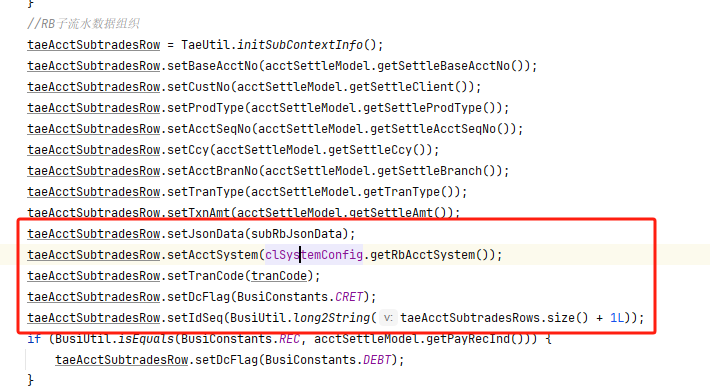 }
//RB子流水数据组织
taeAcctSubtradesRow = TaeUtil.initSubContextInfo();
taeAcctSubtradesRow.setBaseAcctNo(acctSettleModel.getSettleBaseAcctNo());
taeAcctSubtradesRow.setCustNo(acctSettleModel.getSettleClient());
taeAcctSubtradesRow.setProdType(acctSettleModel.getSettleProdType());
taeAcctSubtradesRow.setAcctSeqNo(acctSettleModel.getSettleAcctSeqNo());
taeAcctSubtradesRow.setCcy(acctSettleModel.getSettleCcy());
taeAcctSubtradesRow.setAcctBranNo(acctSettleModel.getSettleBranch());
taeAcctSubtradesRow.setTranType(acctSettleModel.getTranType());
taeAcctSubtradesRow.setTxnAmt(acctSettleModel.getSettleAmt());
taeAcctSubtradesRow.setJsonData(subRbJsonData);
taeAcctSubtradesRow.setAcctSystem(clSystemConfig.getRbAcctSystem());
taeAcctSubtradesRow.setTranCode(tranCode);
taeAcctSubtradesRow.setDcFlag(BusiConstants.CRET);
taeAcctSubtradesRow.setIdSeq(BusiUtil.long2String( v: taeAcctSubtradesRows.size() + 1L));
if (BusiUtil.isEquals(BusiConstants.REC, acctSettleModel.getPayRecInd())) {
taeAcctSubtradesRow.setDcFlag(BusiConstants.DEBT);
}